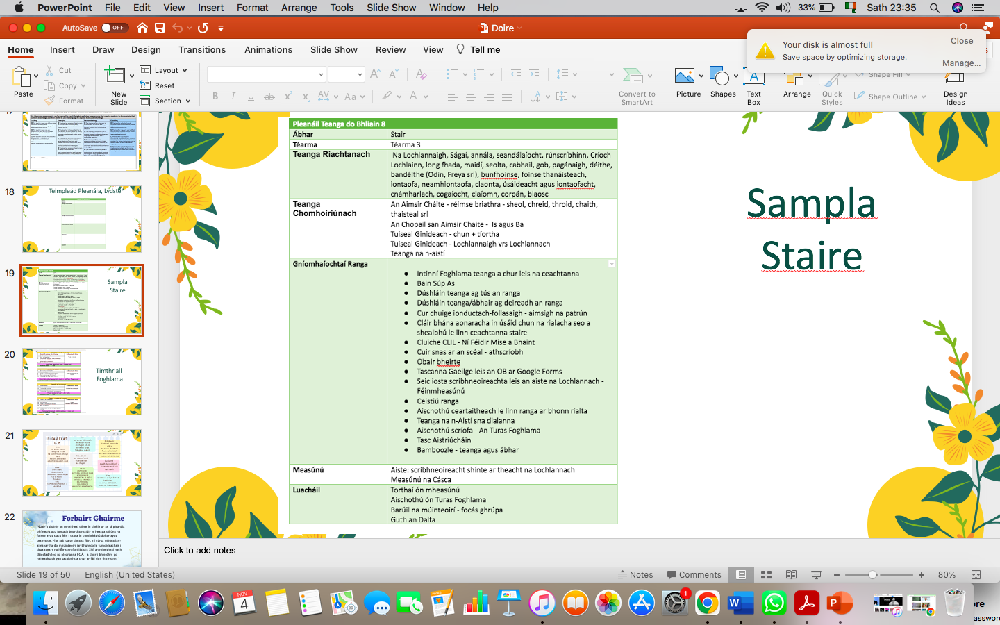 PowerPoint File Edit View Insert Format Arrange Tools Slide Show Window Help
33% Sath 23:35
AutoSave OFF
Doire
Your disk is almost full
Save space by optimizing storage.
Close
Manage...
Home Insert Draw Design Transitions Animations Slide Show Review View Tell me
Paste
Cut
Copy
Format
New
Slide
Layout
Reset
Section
Convert to
SmartArt
Picture
Shapes
Text
Box
Arrange
Quick
Styles
Shape Fill
Shape Outline
Design
Ideas
18
Teimpléad Pleanála, Lydster
19
Sampla
Staire
20
Timthriall
Foghlama
21
PLEAN FCÁT
22
Forbairt Ghairme
Pleanáil Teanga do Bhliain 8
Ábhar Stair
Téarma Téarma 3
Teanga Riachtanach Na Lochlannaigh, Ságaí, annála, seandálaíocht, rúnscríbhínn, Críoch
Lochlainn, long fhada, maidí, seolta, cabhail, gob, pagánaigh, déithe,
bandéithe (Odin, Freya srl), bunfhoinse, foinse thanáisteach,
iontaofa, neamhiontaofa, claonta, úsáideacht agus iontaofacht,
cnámharlach, cogaíocht, claíomh, corpán, blaosc
Teanga
Chomhoiriúnach
An Aimsir Cháite - réimse briathra - sheol, chreid, throid, chaith,
thaisteal srl
An Chopail san Aimsir Chaite - Is agus Ba
Tuiseal Ginideach - chun + tíortha
Tuiseal Ginideach - Lochlannaigh vrs Lochlannach
Teanga na n-aistí
Gníomhaíochtaí Ranga
● Intinní Foghlama teanga a chur leis na ceachtanna
● Bain Súp As
● Dúshláin teanga ag tús an ranga
● Dúshláin teanga/ábhair ag deireadh an ranga
● Cur chuige ionductach-follasaigh - aimsigh na patrún
● Cláir bhána aonaracha in úsáid chun na rialacha seo a
shealbhú le linn ceachtanna staire
● Cluiche CLIL - Ní Féidir Mise a Bhaint
● Cuir snas ar an scéal - athscríobh
● Obair bheirte
● Tascanna Gaeilge leis an OB ar Google Forms
● Seicliosta scríbhneoireachta leis an aiste na Lochlannach -
Féinmheasúnú
● Ceistiú ranga
● Aischothú ceartaitheach le linn ranga ar bhonn rialta
● Teanga na n-Aistí sna dialanna
● Aischothú scríofa - An Turas Foghlama
● Tasc Aistriúcháin
● Bamboozle - teanga agus ábhar
Measúnú Aiste: scríbhneoireacht shínte ar theacht na Lochlannach
Measúnú na Cásca
Luacháil Torthaí ón mheasúnú
Aischothú ón Turas Foghlama
Barúil na múinteoirí - focás ghrúpa
Guth an Dalta
Sampla
Staire
Click to add notes
Slide 19 of 50 English (United States) Notes Comments 80%
NOV
4
1